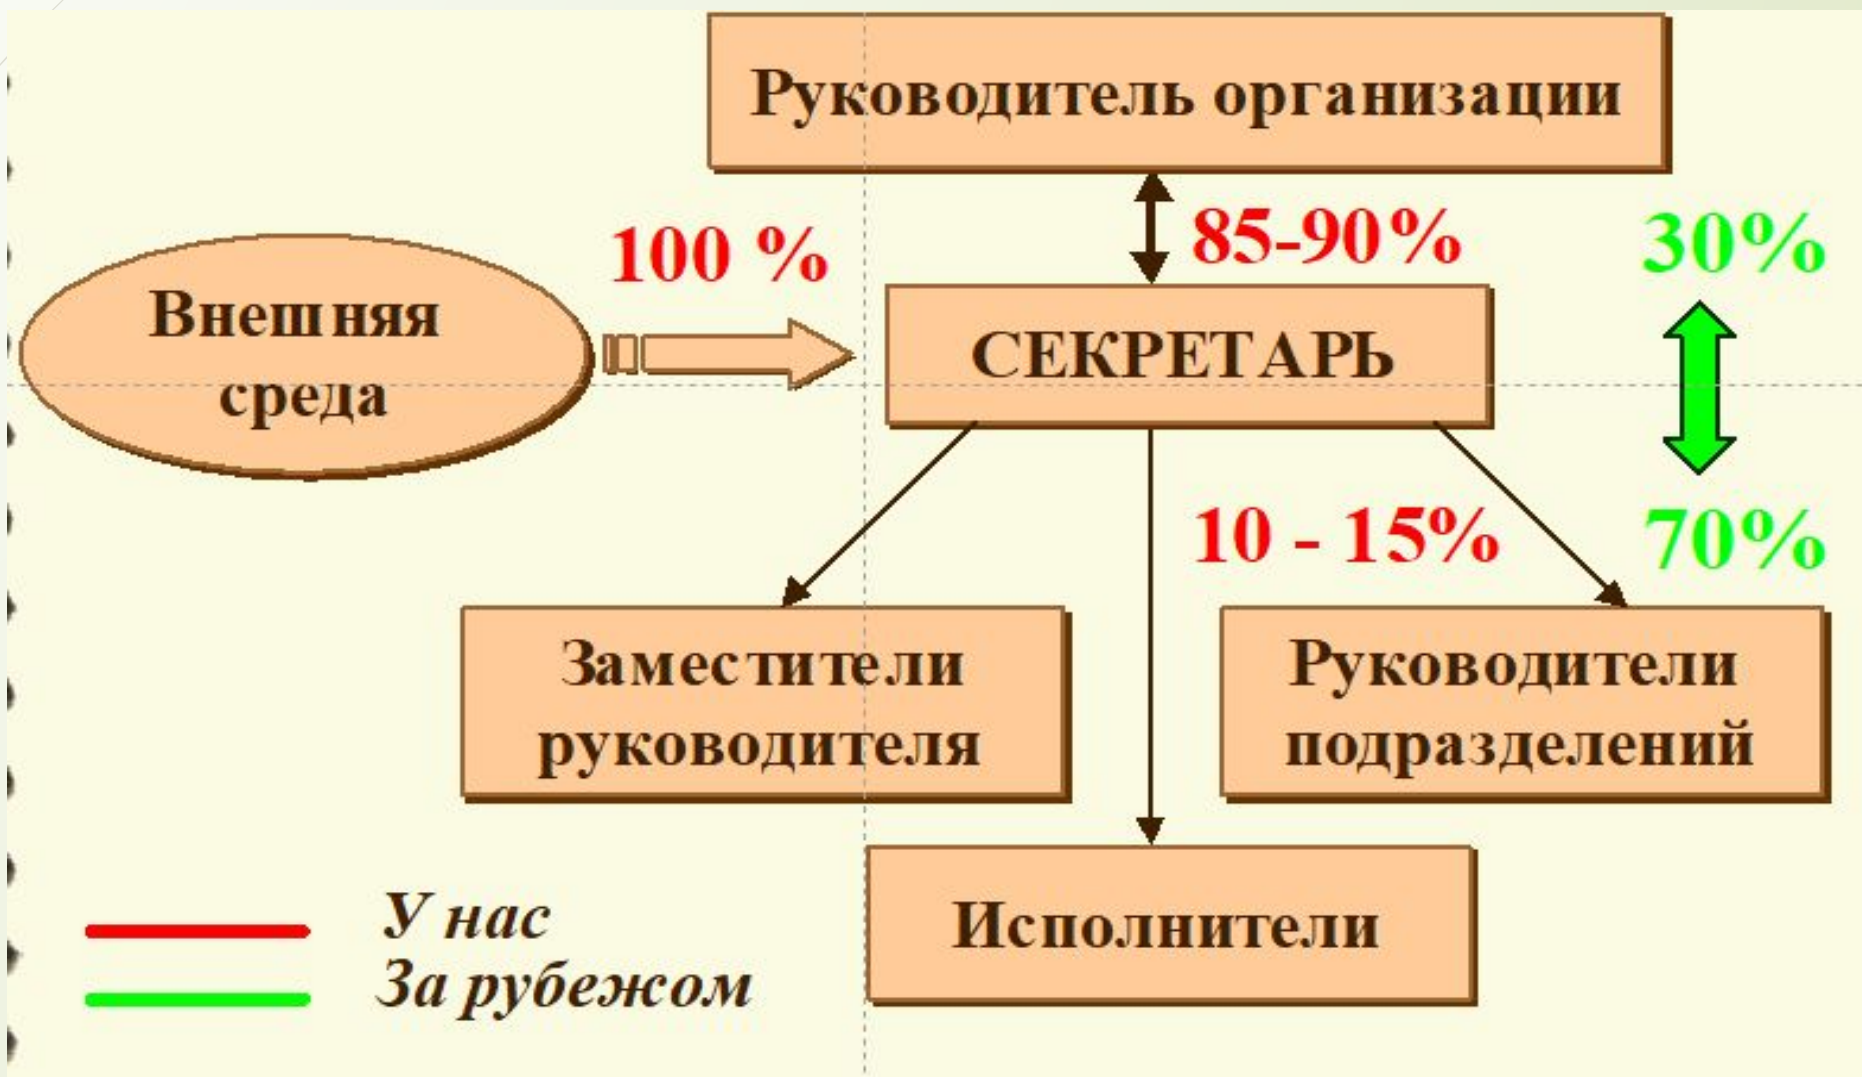 Руководитель организации
100 %
85-90%
30%
Внешняя
среда
СЕКРЕТАРЬ
10 - 15%
70%
Заместители
руководителя
Руководители
подразделений
Исполнители
У нас
За рубежом